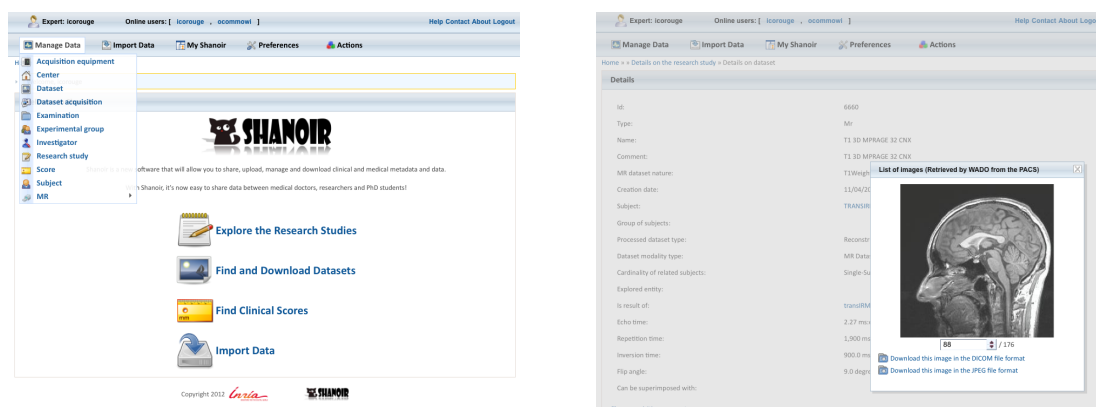 Expert: icorouge Online users: [ icorouge , ocommowi ] Help Contact About Logout
Manage Data Import Data My Shanoir Preferences Actions
Acquisition equipment
Center
Dataset
Dataset acquisition
Examination
Experimental group
Investigator
Research study
Score
Subject
MR
SHANOIR
software that will allow you to share, upload, manage and download clinical and medical metadata and data.
Shanoir, it's now easy to share data between medical doctors, researchers and PhD students!
Explore the Research Studies
Find and Download Datasets
Find Clinical Scores
Import Data
Copyright 2012 Inria SHANOIR
Expert: icorouge Online users: [ icorouge , ocommowi ] Help Contact About Logo
Manage Data Import Data My Shanoir Preferences Actions
Home » » Details on the research study » Details on dataset
Details
Id: 6660
Type: Mr
Name: T1 3D MPRAGE 32 CNX
Comment: T1 3D MPRAGE 32 CNX
MR dataset nature: T1Weigh
Creation date: 11/04/20
Subject: TRANSIR
Group of subjects:
Processed dataset type: Reconstr
Dataset modality type: MR Data
Cardinality of related subjects: Single-Su
Explored entity:
Is result of: transIRM
Echo time: 2.27 ms
Repetition time: 1,900 ms
Inversion time: 900.0 ms
Flip angle: 9.0 degre
Can be superimposed with:
List of images (Retrieved by WADO from the PACS)
88 / 176
Download this image in the DICOM file format
Download this image in the JPEG file format